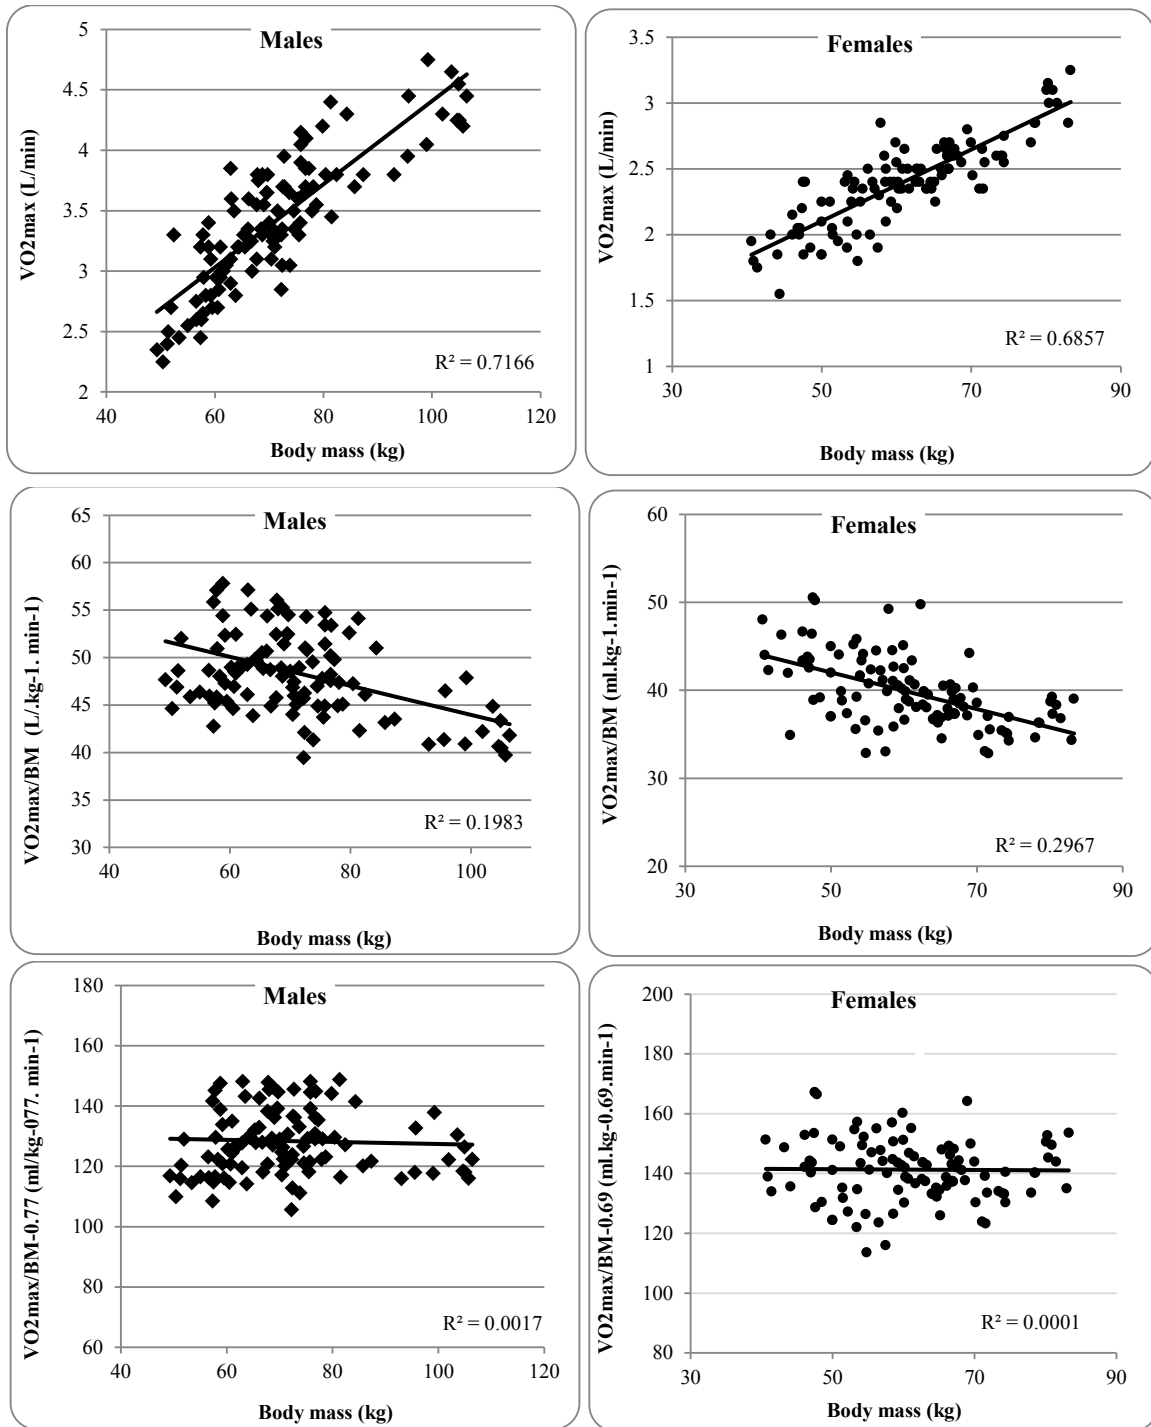 Males
VO2max (L/min)
5
4.5
4
3.5
3
2.5
2
40 60 80 100 120
R² = 0.7166
Body mass (kg)
Females
VO2max (L/min)
3.5
3
2.5
2
1.5
1
30 50 70 90
R² = 0.6857
Body mass (kg)
Males
VO2max/BM (L/.kg-1. min-1)
65
60
55
50
45
40
35
30
40 60 80 100
R² = 0.1983
Body mass (kg)
Females
VO2max/BM (ml.kg-1.min-1)
60
50
40
30
20
30 50 70 90
R² = 0.2967
Body mass (kg)
Males
VO2max/BM-0.77 (ml/kg-077. min-1)
180
160
140
120
100
80
60
40 60 80 100 120
R² = 0.0017
Body mass (kg)
Females
VO2max/BM-0.69 (ml.kg-0.69.min-1)
200
180
160
140
120
100
80
30 50 70 90
R² = 0.0001
Body mass (kg)